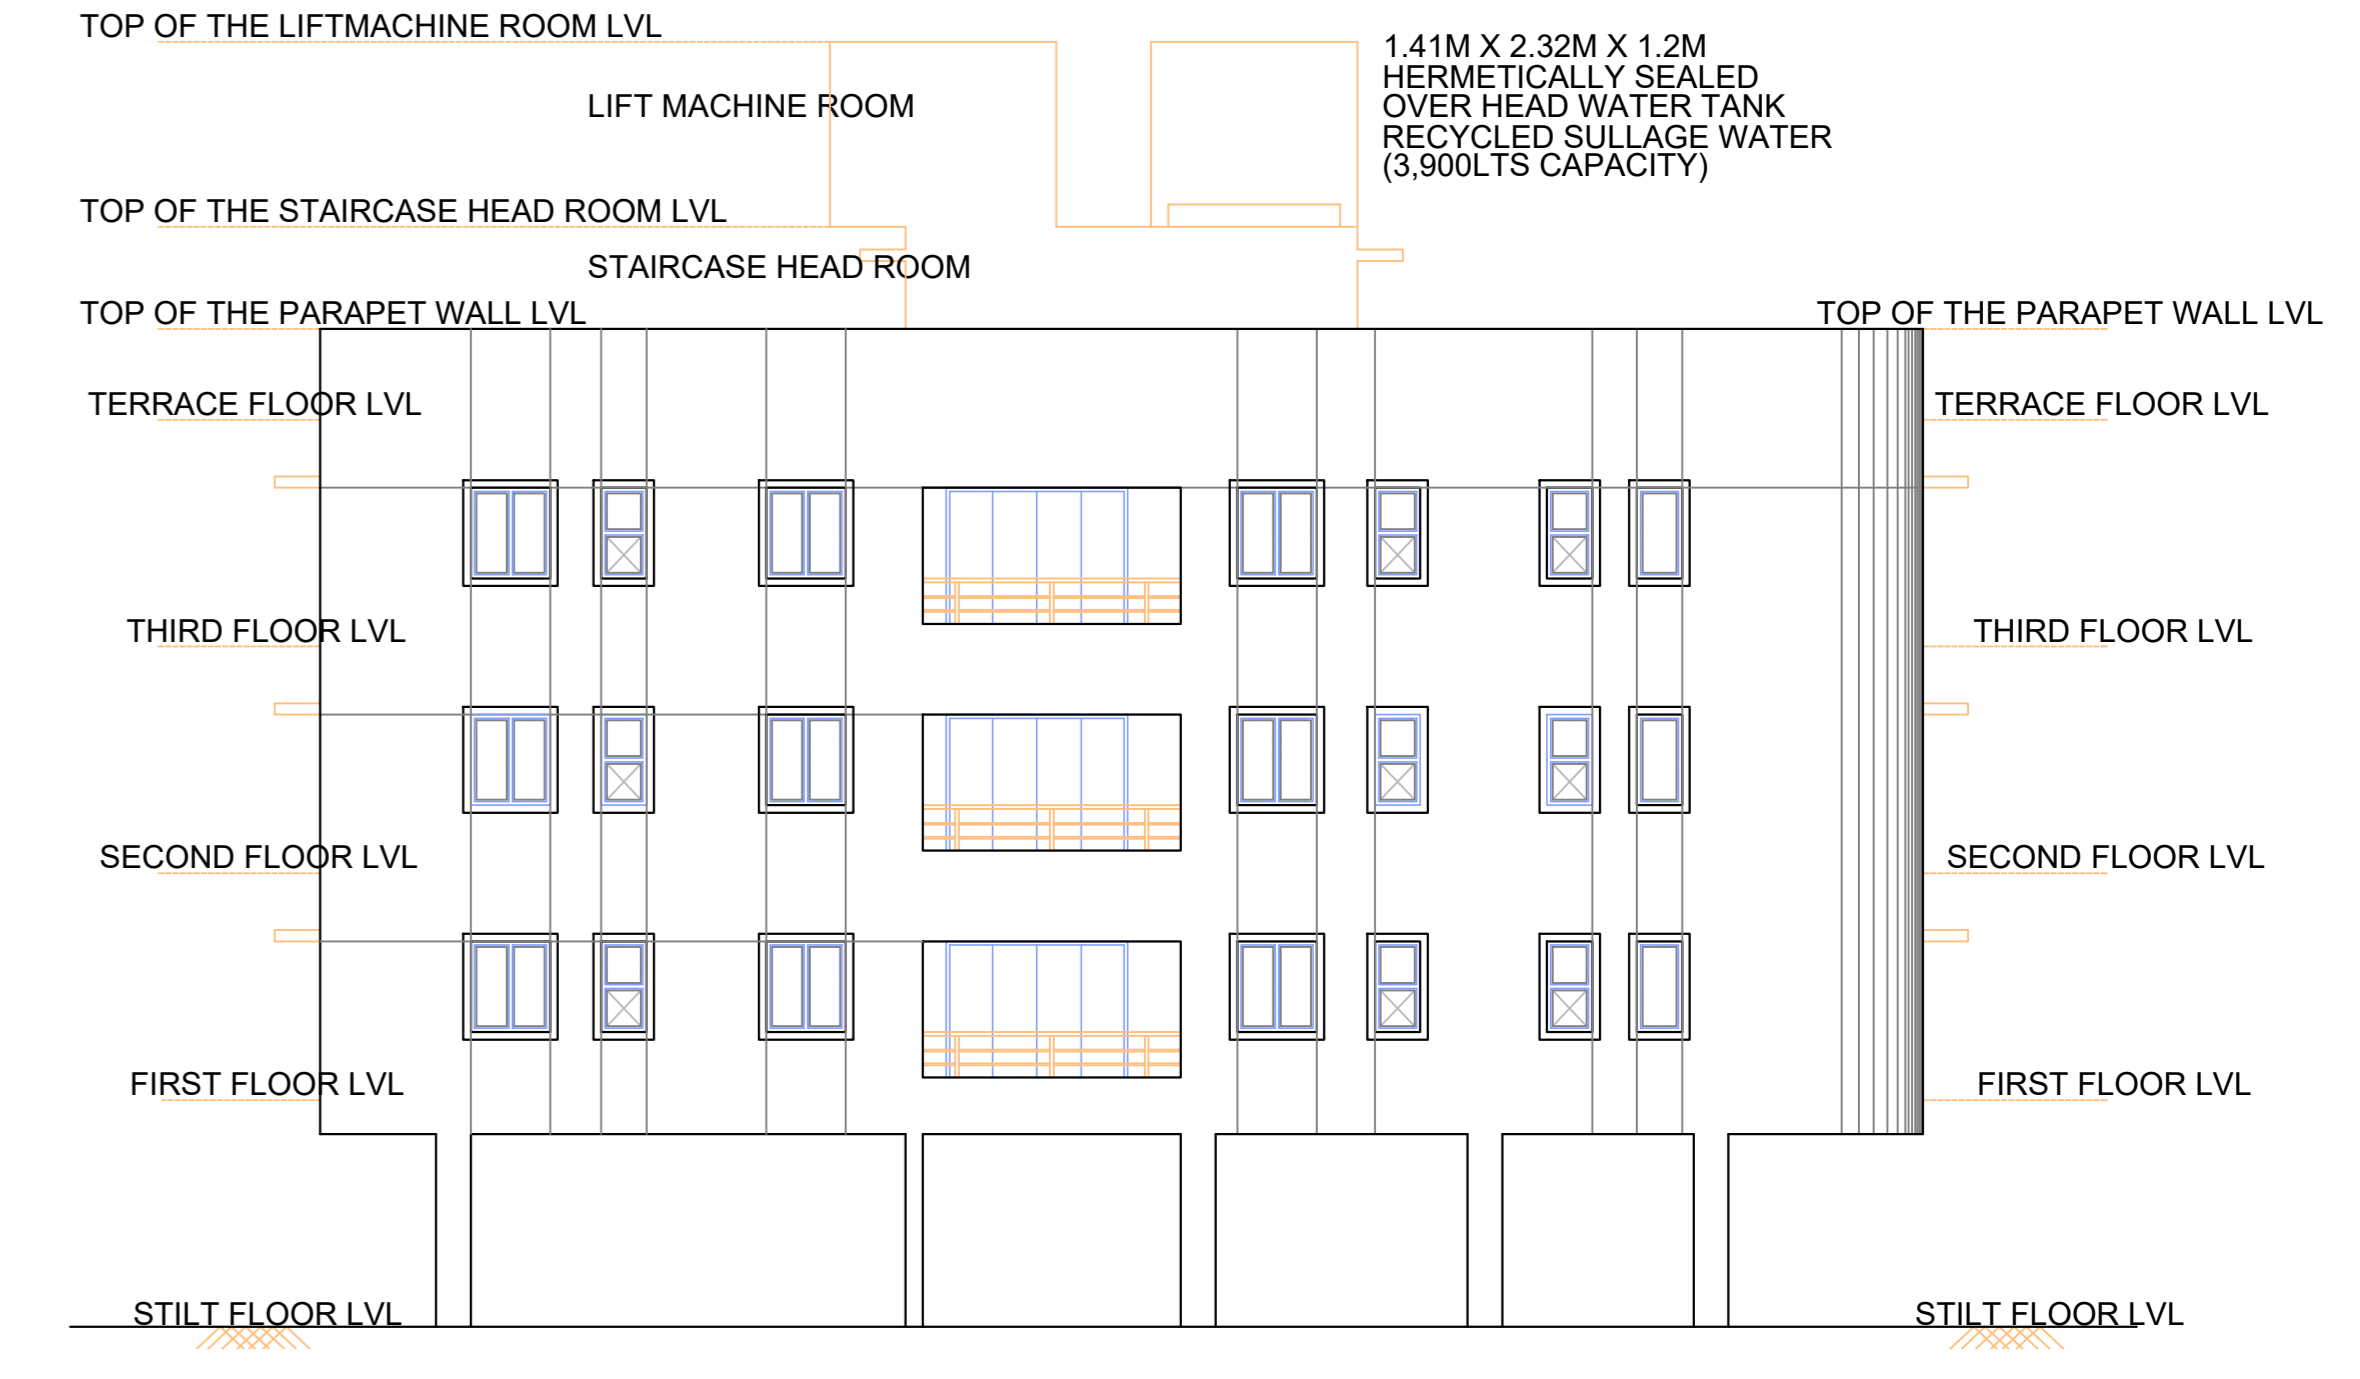 TOP OF THE LIFTMACHINE ROOM LVL
1.41M X 2.32M X 1.2M
HERMETICALLY SEALED
OVER HEAD WATER TANK
RECYCLED SULLAGE WATER
(3,900LTS CAPACITY)
LIFT MACHINE ROOM
TOP OF THE STAIRCASE HEAD ROOM LVL
STAIRCASE HEAD ROOM
TOP OF THE PARAPET WALL LVL
TOP OF THE PARAPET WALL LVL
TERRACE FLOOR LVL
TERRACE FLOOR LVL
THIRD FLOOR LVL
THIRD FLOOR LVL
SECOND FLOOR LVL
SECOND FLOOR LVL
FIRST FLOOR LVL
FIRST FLOOR LVL
STILT FLOOR LVL
STILT FLOOR LVL